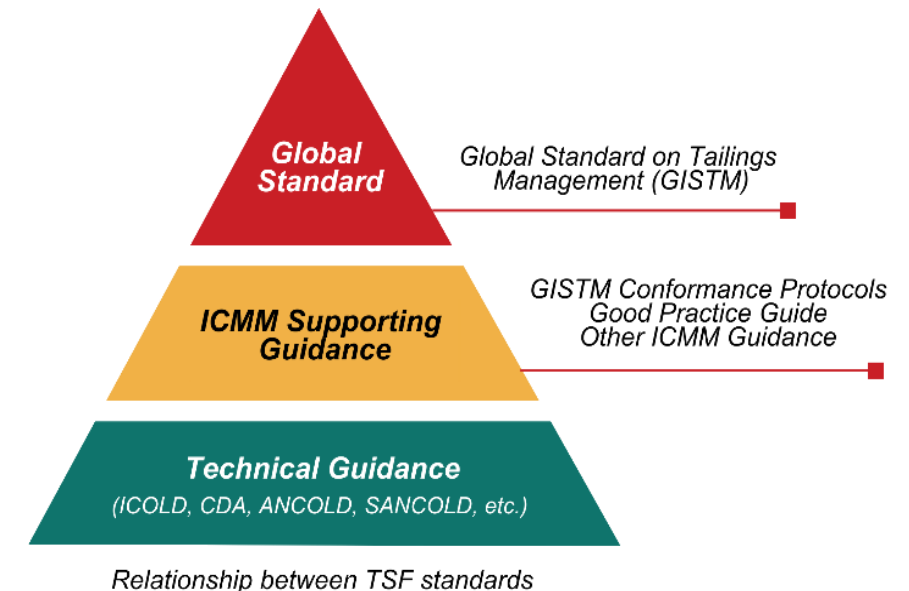 Global
Standard
Global Standard on Tailings
Management (GISTM)
ICMM Supporting
Guidance
GISTM Conformance Protocols
Good Practice Guide
Other ICMM Guidance
Technical Guidance
(ICOLD, CDA, ANCOLD, SANCOLD, etc.)
Relationship between TSF standards